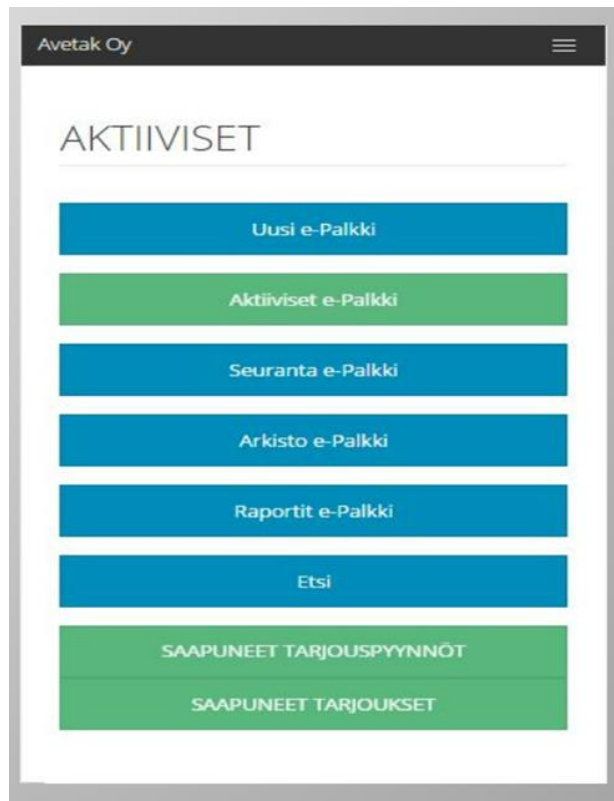 Avetak Oy
AKTIIVISET
Uusi e-Palkki
Aktiiviset e-Palkki
Seuranta e-Palkki
Arkisto e-Palkki
Raportit e-Palkki
Etsi
SAAPUNEET TARJOUSPYYNNÖT
SAAPUNEET TARJOUKSET